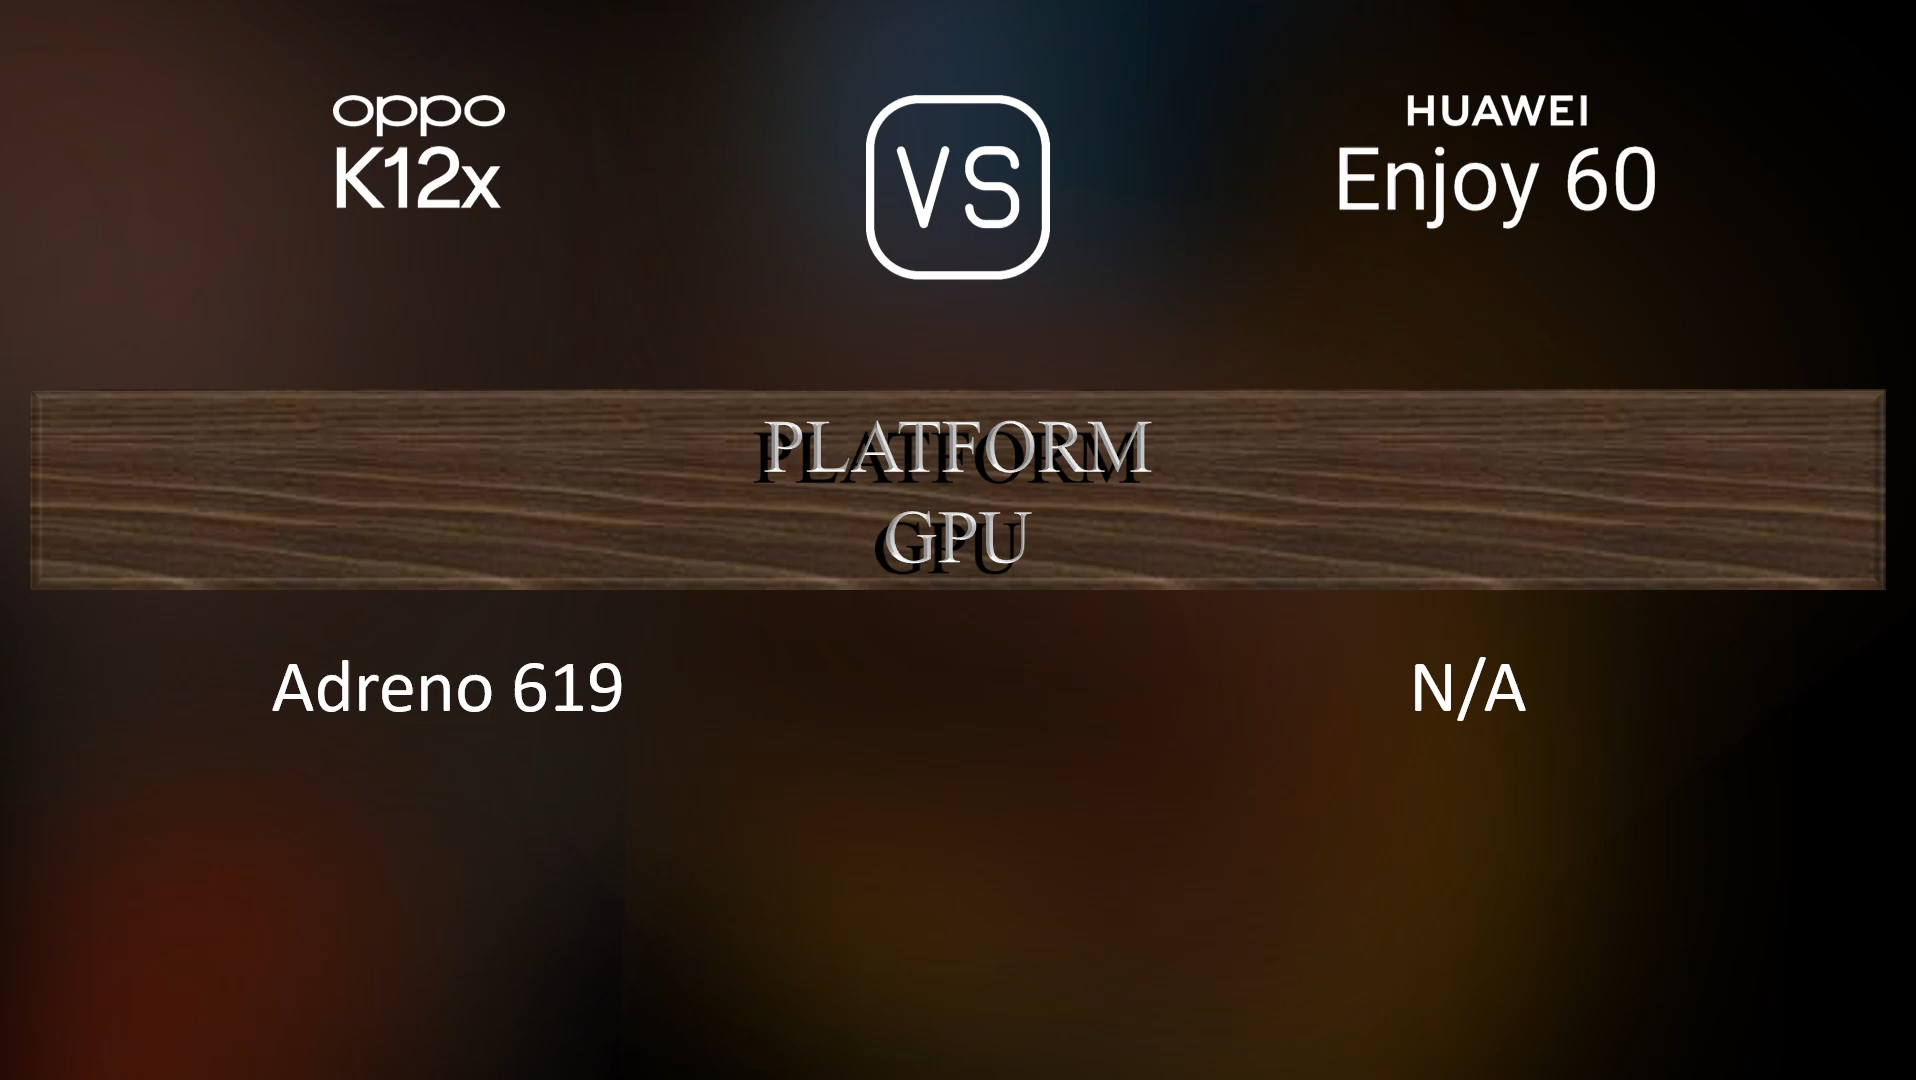 oppo
K12x
VS
HUAWEI
Enjoy 60
PLATFORM
GPU
Adreno 619
N/A